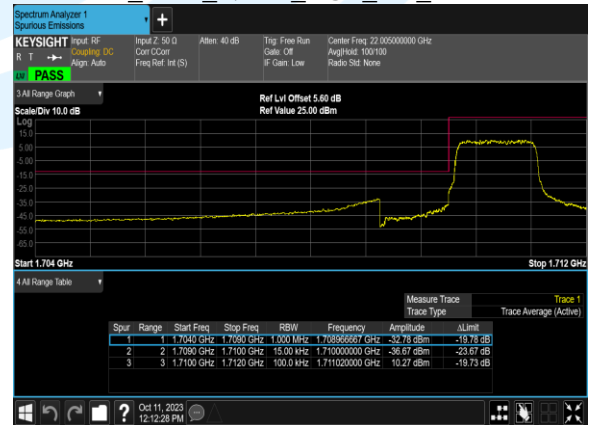 Spectrum Analyzer 1
Spurious Emissions
KEYSIGHT Input: RF Input Z: 50 Ω Atten: 40 dB Trig: Free Run Center Freq: 22.005000000 GHz
Coupling: DC Corr CCorr Gate: Off Avg|Hold: 100/100
R T Align: Auto Freq Ref: Int (S) IF Gain: Low Radio Std: None
PASS
3 All Range Graph
Ref Lvl Offset 5.60 dB
Scale/Div 10.0 dB Ref Value 25.00 dBm
Log
15.0
5.00
-5.00
-15.0
-25.0
-35.0
-45.0
-55.0
-65.0
Start 1.704 GHz Stop 1.712 GHz
4 All Range Table
Measure Trace Trace 1
Trace Type Trace Average (Active)
Spur Range Start Freq Stop Freq RBW Frequency Amplitude ΔLimit
1 1 1.7040 GHz 1.7090 GHz 1.000 MHz 1.708966667 GHz -32.78 dBm -19.78 dB
2 2 1.7090 GHz 1.7100 GHz 15.00 kHz 1.710000000 GHz -36.67 dBm -23.67 dB
3 3 1.7100 GHz 1.7120 GHz 100.0 kHz 1.711020000 GHz 10.27 dBm -19.73 dB
? Oct 11, 2023
12:12:28 PM